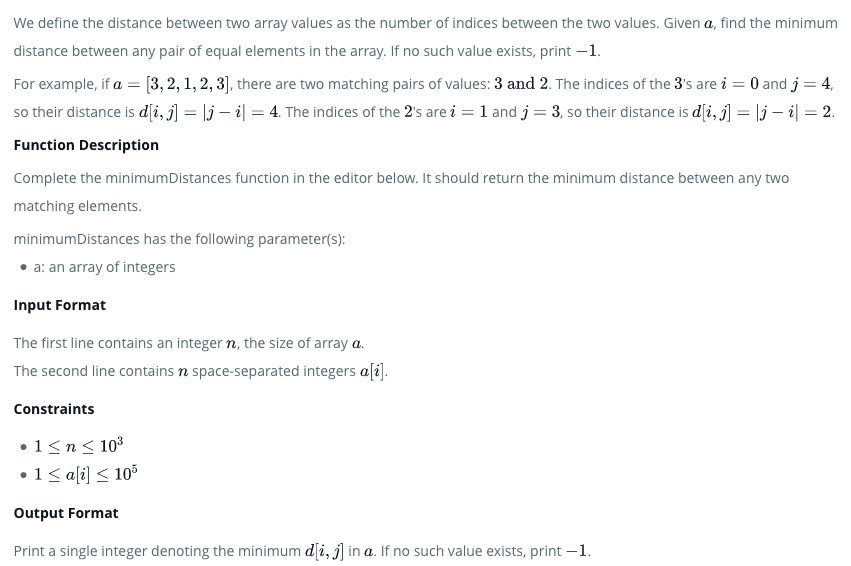 We define the distance between two array values as the number of indices between the two values. Given a, find the minimum
distance between any pair of equal elements in the array. If no such value exists, print −1.
For example, if a = [3, 2, 1, 2, 3], there are two matching pairs of values: 3 and 2. The indices of the 3's are i = 0 and j = 4,
so their distance is d[i, j] = |j − i| = 4. The indices of the 2's are i = 1 and j = 3, so their distance is d[i, j] = |j − i| = 2.
Function Description
Complete the minimumDistances function in the editor below. It should return the minimum distance between any two
matching elements.
minimumDistances has the following parameter(s):
• a: an array of integers
Input Format
The first line contains an integer n, the size of array a.
The second line contains n space-separated integers a[i].
Constraints
• 1 ≤ n ≤ 10³
• 1 ≤ a[i] ≤ 10⁵
Output Format
Print a single integer denoting the minimum d[i, j] in a. If no such value exists, print −1.